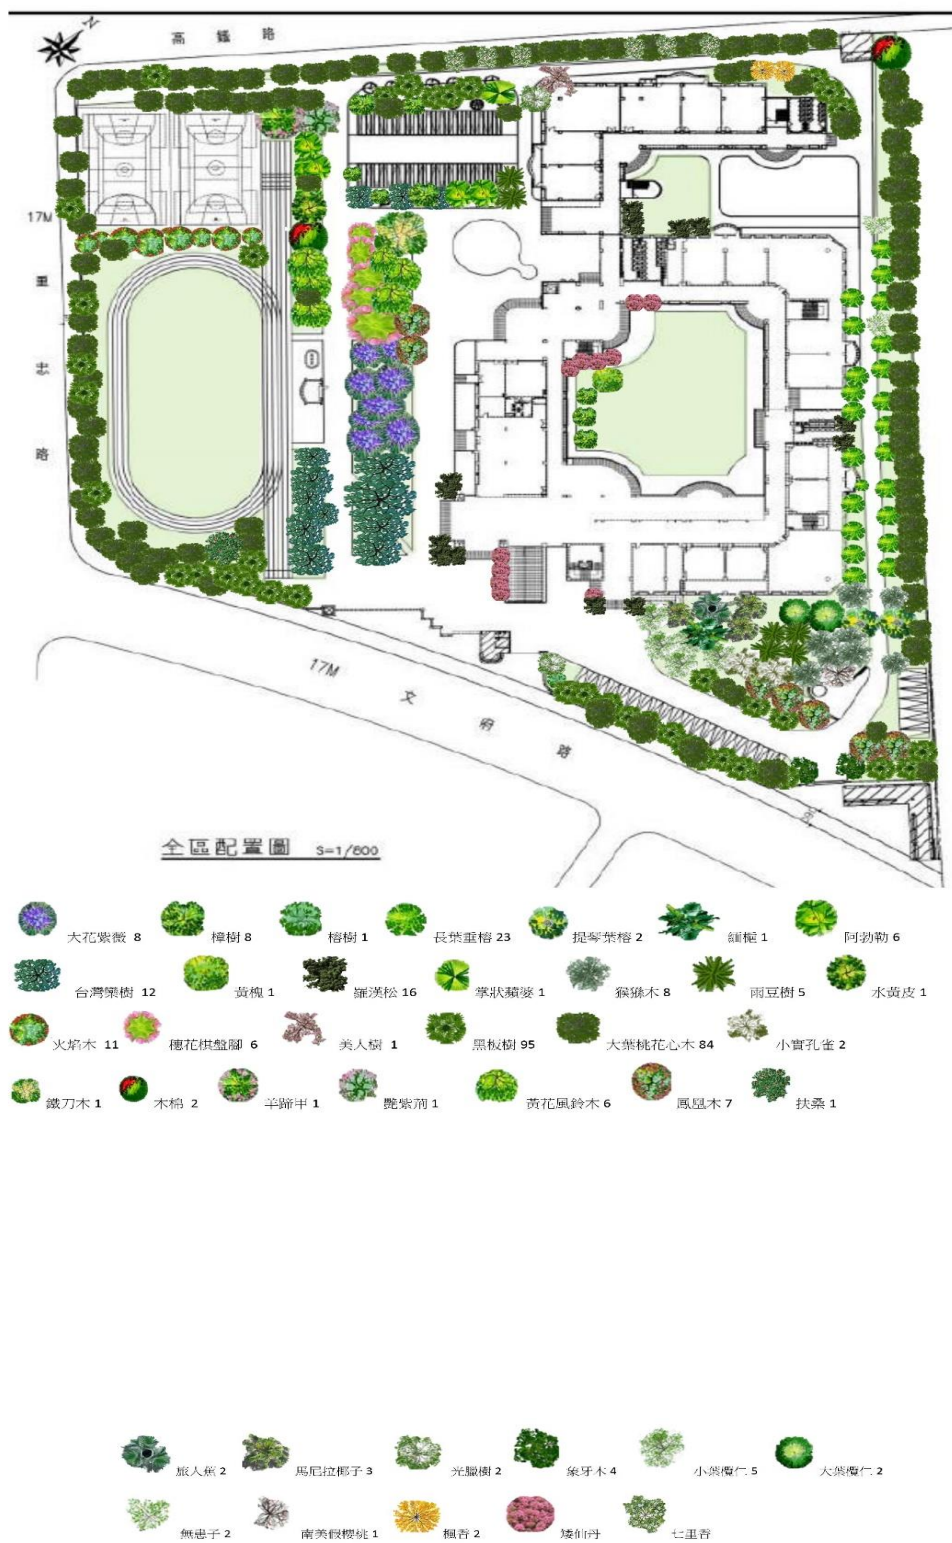 N
高鐵路
17M
重忠路
17M 文府路
全區配置圖 S=1/800
大花紫薇 8 樟樹 8 榕樹 1 長葉垂榕 23 提琴葉榕 2 緬梔 1 阿勃勒 6
台灣欒樹 12 黃槐 1 羅漢松 16 掌狀蘋婆 1 猴猻木 8 雨豆樹 5 水黃皮 1
火焰木 11 穗花棋盤腳 6 美人樹 1 黑板樹 95 大葉桃花心木 84 小實孔雀 2
鐵刀木 1 木棉 2 羊蹄甲 1 艷紫荊 1 黃花風鈴木 6 鳳凰木 7 扶桑 1
旅人蕉 2 馬尼拉椰子 3 光臘樹 2 象牙木 4 小葉欖仁 5 大葉欖仁 2
無患子 2 南美假櫻桃 1 楓香 2 矮仙丹 七里香